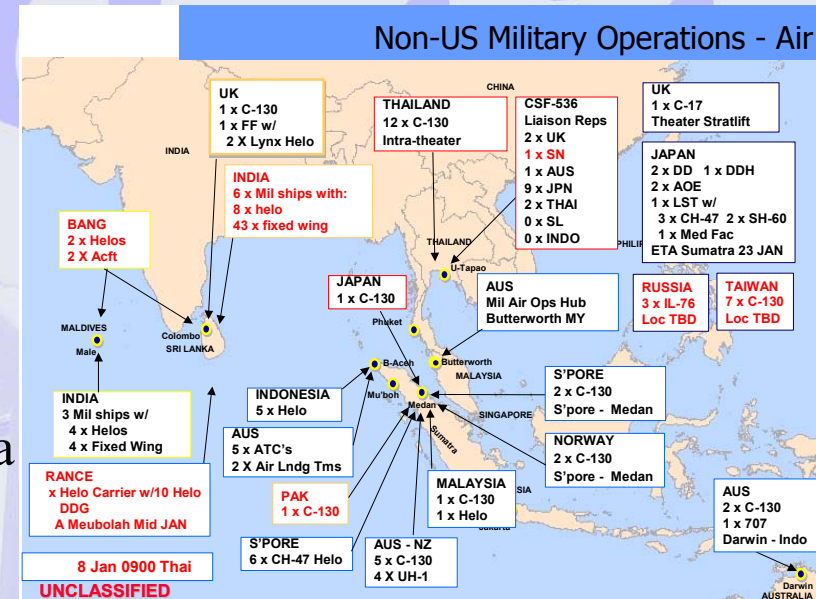 Non-US Military Operations - Air
UK
1 x C-130
1 x FF w/
2 X Lynx Helo
THAILAND
12 x C-130
Intra-theater
CHINA
CSF-536
Liaison Reps
2 x UK
1 x SN
1 x AUS
9 x JPN
2 x THAI
0 x SL
0 x INDO
UK
1 x C-17
Theater Stratlift
JAPAN
2 x DD 1 x DDH
2 x AOE
1 x LST w/
3 x CH-47 2 x SH-60
1 x Med Fac
ETA Sumatra 23 JAN
INDIA
INDIA
6 x Mil ships with:
8 x helo
43 x fixed wing
BANG
2 x Helos
2 X Acft
THAILAND
U-Tapao
PHILI
JAPAN
1 x C-130
AUS
Mil Air Ops Hub
Butterworth MY
RUSSIA
3 x IL-76
Loc TBD
TAIWAN
7 x C-130
Loc TBD
MALDIVES
Male
Colombo
SRI LANKA
Phuket
B-Aceh
Butterworth
MALAYSIA
Mu'boh
Medan
SINGAPORE
Sumatra
INDIA
3 Mil ships w/
4 x Helos
4 x Fixed Wing
INDONESIA
5 x Helo
AUS
5 x ATC's
2 X Air Lndg Tms
S'PORE
2 x C-130
S'pore - Medan
NORWAY
2 x C-130
S'pore - Medan
a
RANCE
x Helo Carrier w/10 Helo
DDG
A Meubolah Mid JAN
PAK
1 x C-130
MALAYSIA
1 x C-130
1 x Helo
SIA
AUS
2 x C-130
1 x 707
Darwin - Indo
S'PORE
6 x CH-47 Helo
AUS - NZ
5 x C-130
4 X UH-1
8 Jan 0900 Thai
UNCLASSIFIED
Darwin
AUSTRALIA